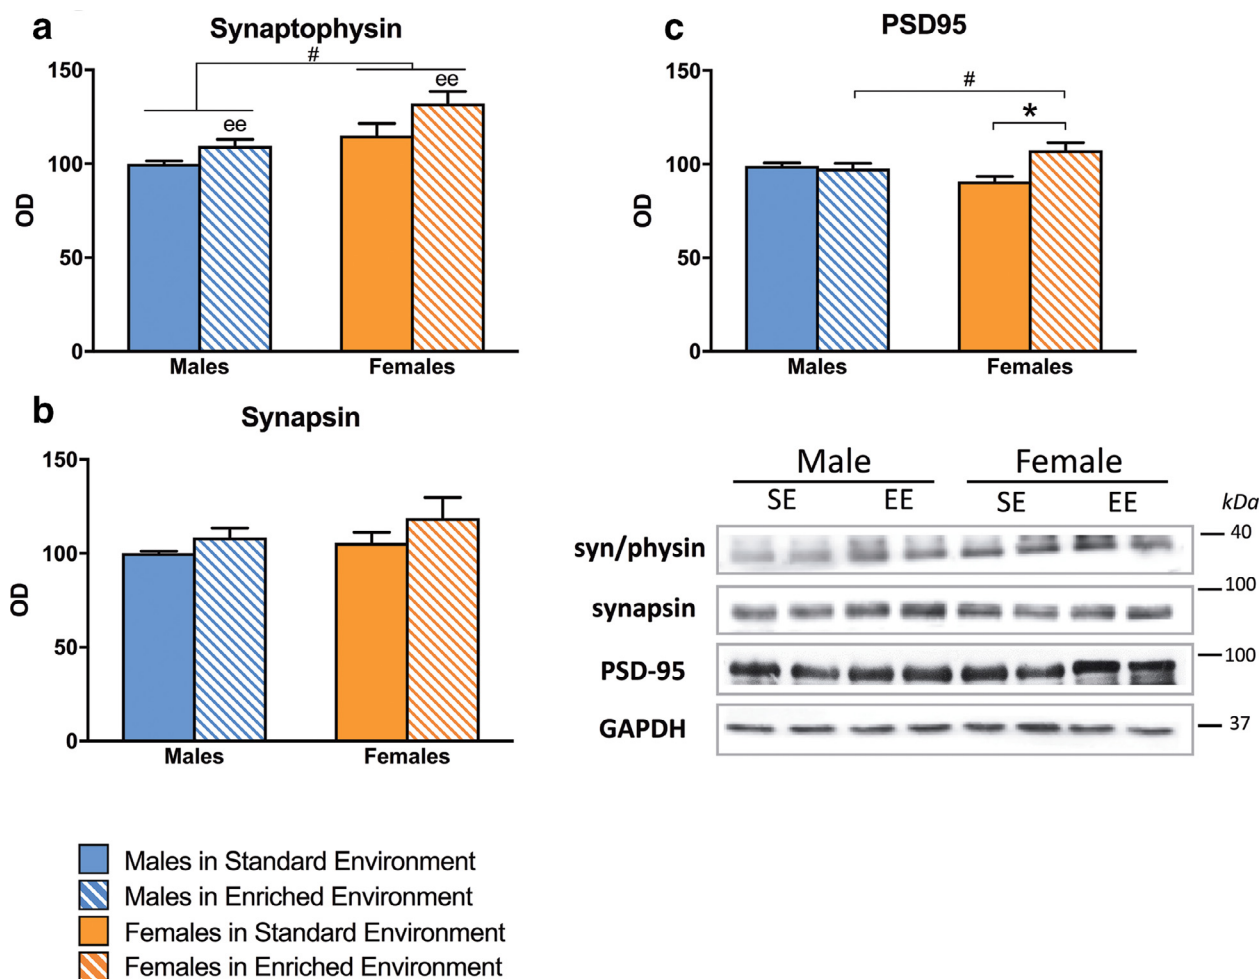 a
Synaptophysin
#
ee
ee
150
100
50
0
OD
Males
Females
c
PSD95
#
*
150
100
50
0
OD
Males
Females
b
Synapsin
150
100
50
0
OD
Males
Females
Male
Female
SE
EE
SE
EE
kDa
syn/physin
40
synapsin
100
PSD-95
100
GAPDH
37
Males in Standard Environment
Males in Enriched Environment
Females in Standard Environment
Females in Enriched Environment